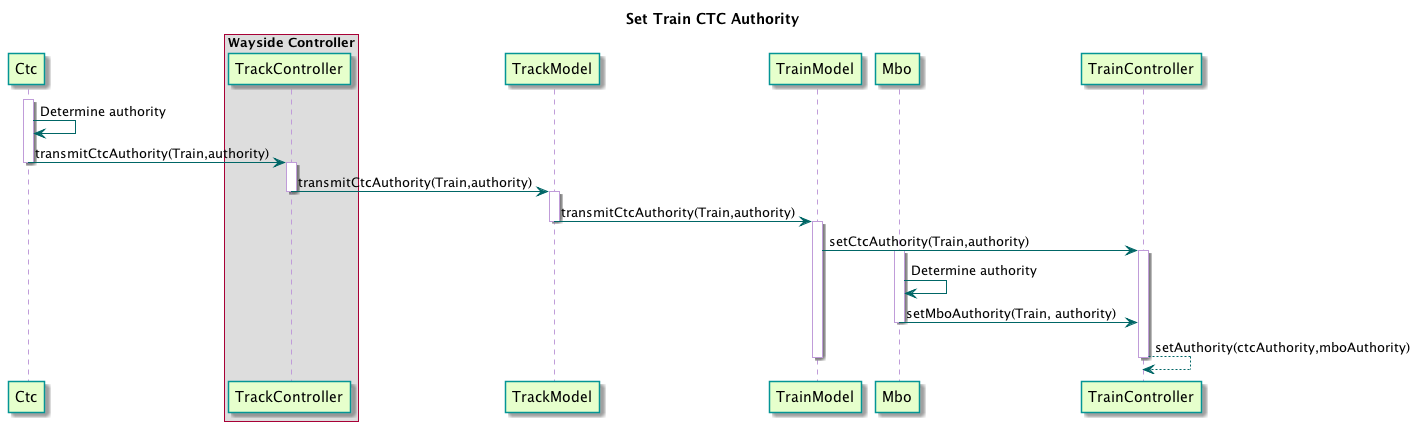 Set Train CTC Authority
Wayside Controller
Ctc
TrackController
TrackModel
TrainModel
Mbo
TrainController
Determine authority
transmitCtcAuthority(Train,authority)
transmitCtcAuthority(Train,authority)
transmitCtcAuthority(Train,authority)
setCtcAuthority(Train,authority)
Determine authority
setMboAuthority(Train, authority)
setAuthority(ctcAuthority,mboAuthority)
Ctc
TrackController
TrackModel
TrainModel
Mbo
TrainController